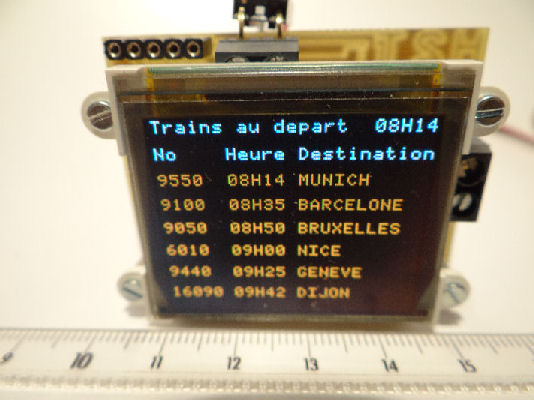 TSH
Trains au depart 08H14
No Heure Destination
9550 08H14 MUNICH
9100 08H35 BARCELONE
9050 08H50 BRUXELLES
6010 09H00 NICE
9440 09H25 GENEVE
16090 09H42 DIJON
9 10 11 12 13 14 15